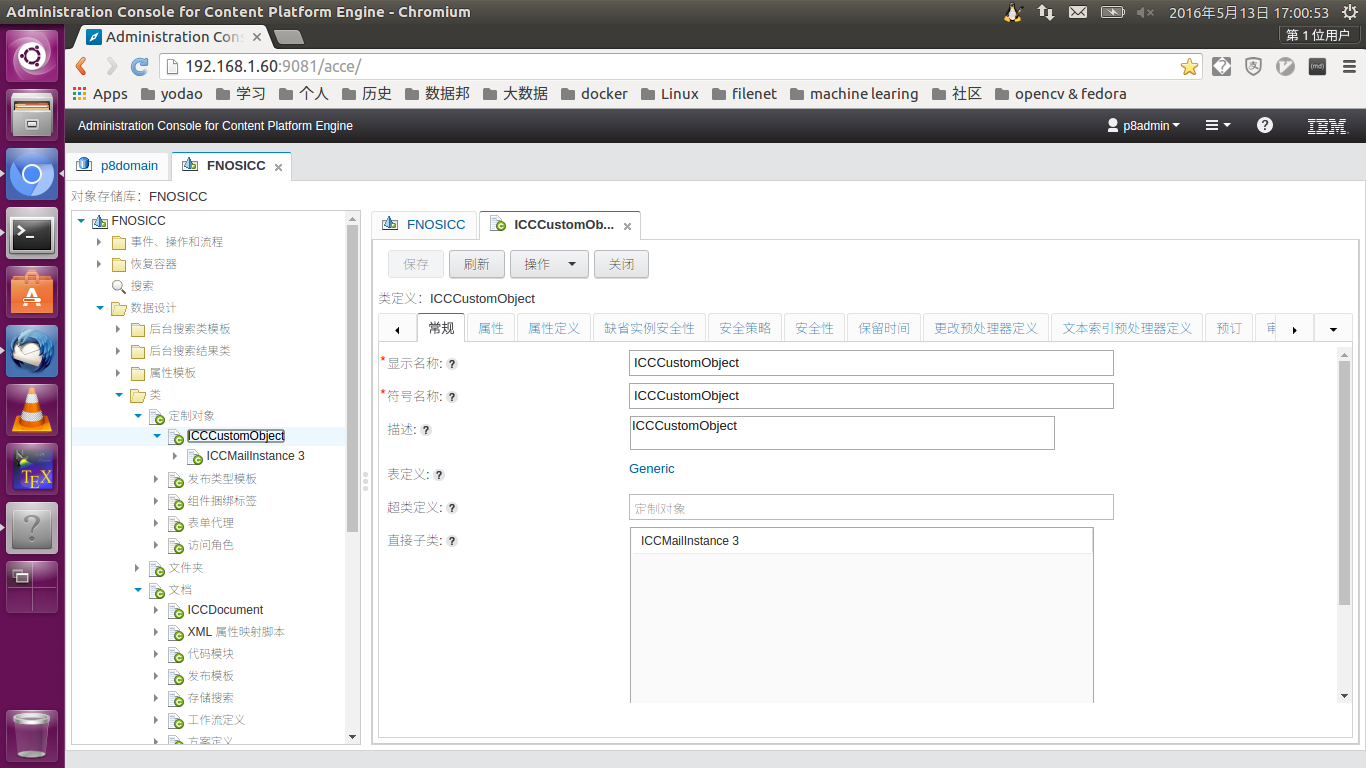 Administration Console for Content Platform Engine - Chromium
2016年5月13日 17:00:53
Administration Con
第 1 位用户
192.168.1.60:9081/acce/
Apps yodao 学习 个人 历史 数据邦 大数据 docker Linux filenet machine learing 社区 opencv & fedora
Administration Console for Content Platform Engine
p8admin
IBM
p8domain FNOSICC
对象存储库: FNOSICC
FNOSICC
事件、操作和流程
恢复容器
搜索
数据设计
后台搜索类模板
后台搜索结果类
属性模板
类
定制对象
ICCCustomObject
ICCMailInstance 3
发布类型模板
组件捆绑标签
表单代理
访问角色
文件夹
文档
ICCDocument
XML 属性映射脚本
代码模块
发布模板
存储搜索
工作流定义
方案定义
FNOSICC ICCCustomOb...
保存 刷新 操作 关闭
类定义: ICCCustomObject
常规 属性 属性定义 缺省实例安全性 安全策略 安全性 保留时间 更改预处理器定义 文本索引预处理器定义 预订
*显示名称: ? ICCCustomObject
*符号名称: ? ICCCustomObject
描述: ? ICCCustomObject
表定义: ? Generic
超类定义: ? 定制对象
直接子类: ? ICCMailInstance 3